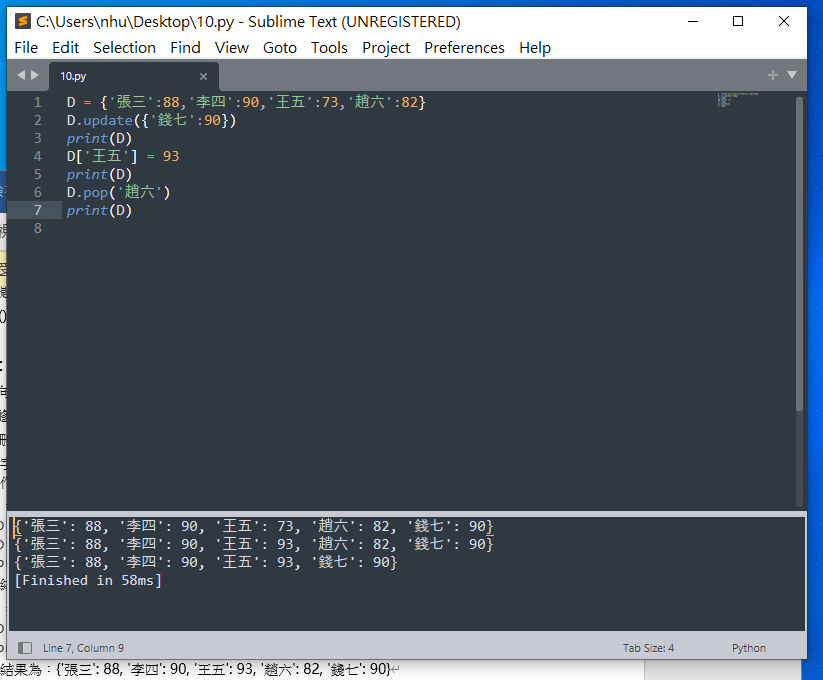 C:\Users\nhu\Desktop\10.py - Sublime Text (UNREGISTERED)
File Edit Selection Find View Goto Tools Project Preferences Help
10.py
1 D = {'張三':88,'李四':90,'王五':73,'趙六':82}
2 D.update({'錢七':90})
3 print(D)
4 D['王五'] = 93
5 print(D)
6 D.pop('趙六')
7 print(D)
8
{'張三': 88, '李四': 90, '王五': 73, '趙六': 82, '錢七': 90}
{'張三': 88, '李四': 90, '王五': 93, '趙六': 82, '錢七': 90}
{'張三': 88, '李四': 90, '王五': 93, '錢七': 90}
[Finished in 58ms]
Line 7, Column 9 Tab Size: 4 Python
結果為：{'張三': 88, '李四': 90, '王五': 93, '趙六': 82, '錢七': 90}